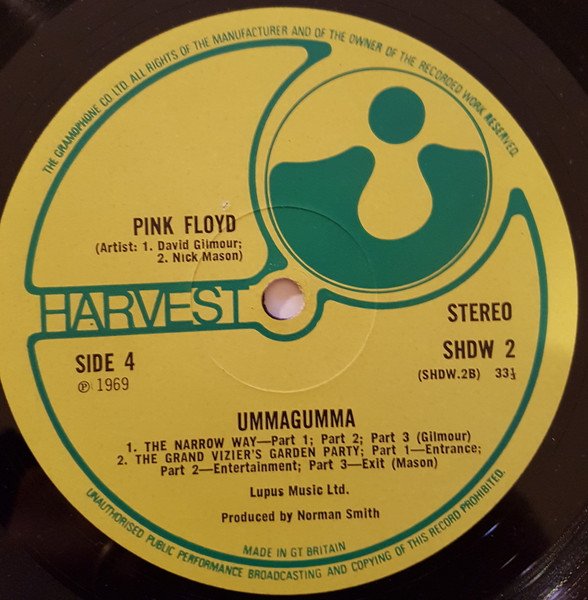 THE GRAMOPHONE CO LTD. ALL RIGHTS OF THE MANUFACTURER AND OF THE OWNER OF THE RECORDED WORK RESERVED.
PINK FLOYD
(Artist: 1. David Gilmour;
2. Nick Mason)
HARVEST
STEREO
SIDE 4
SHDW 2
℗ 1969
(SHDW.2B) 33⅓
UMMAGUMMA
1. THE NARROW WAY—Part 1; Part 2; Part 3 (Gilmour)
2. THE GRAND VIZIER'S GARDEN PARTY; Part 1—Entrance;
Part 2—Entertainment; Part 3—Exit (Mason)
Lupus Music Ltd.
Produced by Norman Smith
MADE IN GT BRITAIN
UNAUTHORISED PUBLIC PERFORMANCE BROADCASTING AND COPYING OF THIS RECORD PROHIBITED.